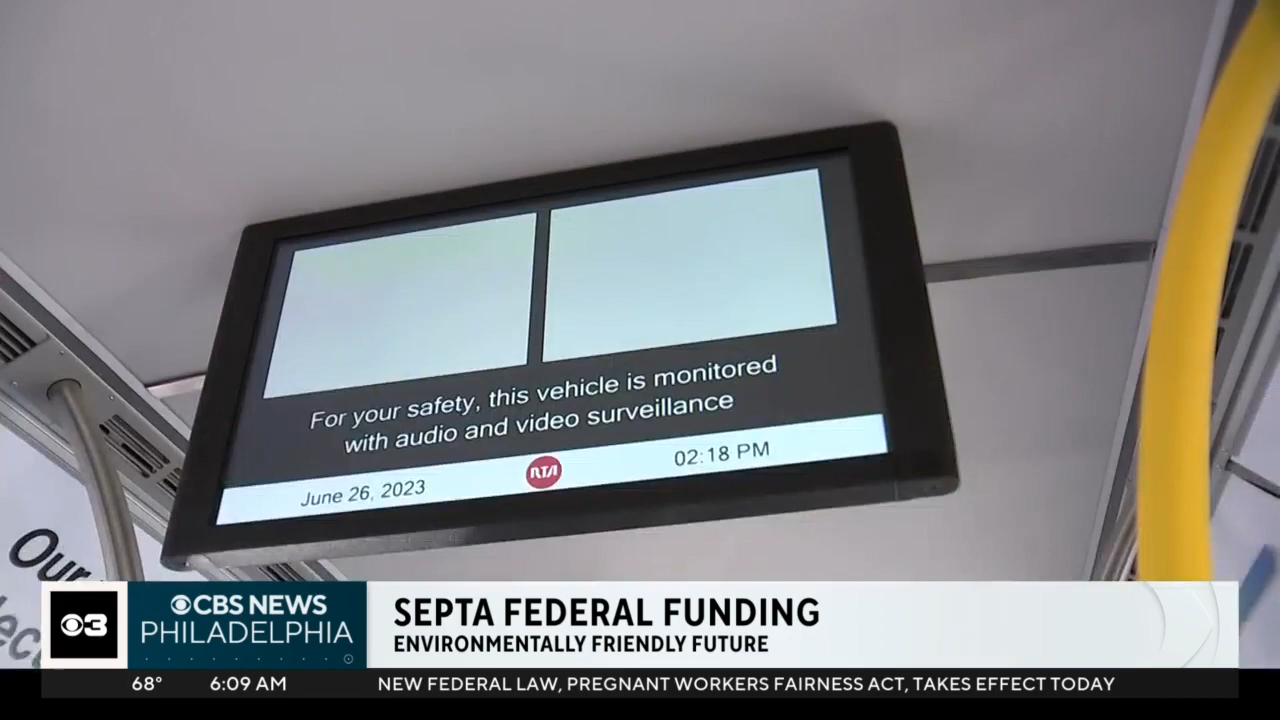 For your safety, this vehicle is monitored
with audio and video surveillance
June 26, 2023
RTA
02:18 PM
Our
3
CBS NEWS
PHILADELPHIA
SEPTA FEDERAL FUNDING
ENVIRONMENTALLY FRIENDLY FUTURE
68°
6:09 AM
NEW FEDERAL LAW, PREGNANT WORKERS FAIRNESS ACT, TAKES EFFECT TODAY